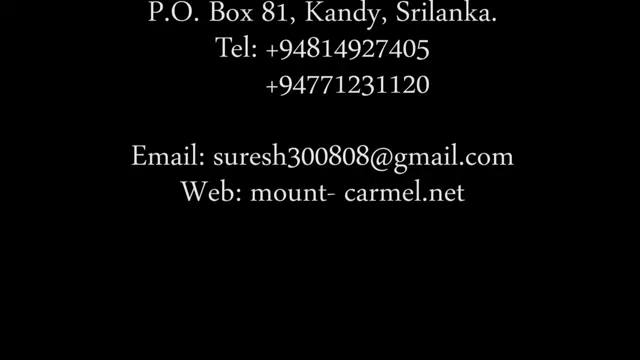 P.O. Box 81, Kandy, Srilanka.
Tel: +94814927405
+94771231120
Email: suresh300808@gmail.com
Web: mount- carmel.net